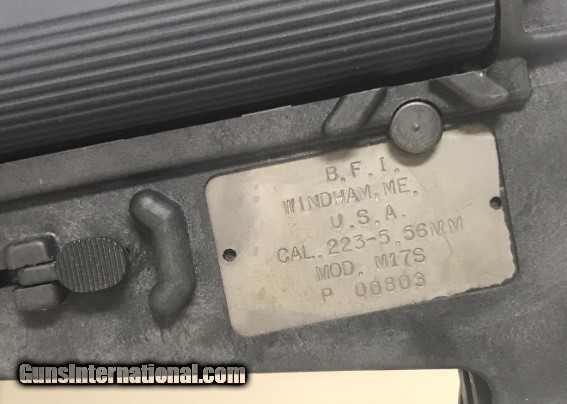 B.F.I.
WINDHAM, ME.
U.S.A.
CAL. 223-5.56MM
MOD. M17S
P 00803
GunsInternational.com